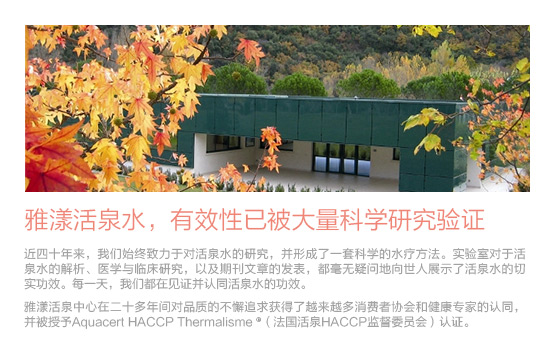 雅漾活泉水，有效性已被大量科学研究验证
近四十年来，我们始终致力于对活泉水的研究，并形成了一套科学的水疗方法。实验室对于活
泉水的解析、医学与临床研究，以及期刊文章的发表，都毫无疑问地向世人展示了活泉水的切
实功效。每一天，我们都在见证并认同活泉水的功效。
雅漾活泉中心在二十多年间对品质的不懈追求获得了越来越多消费者协会和健康专家的认同，
并被授予Aquacert HACCP Thermalisme ®（法国活泉HACCP监督委员会）认证。